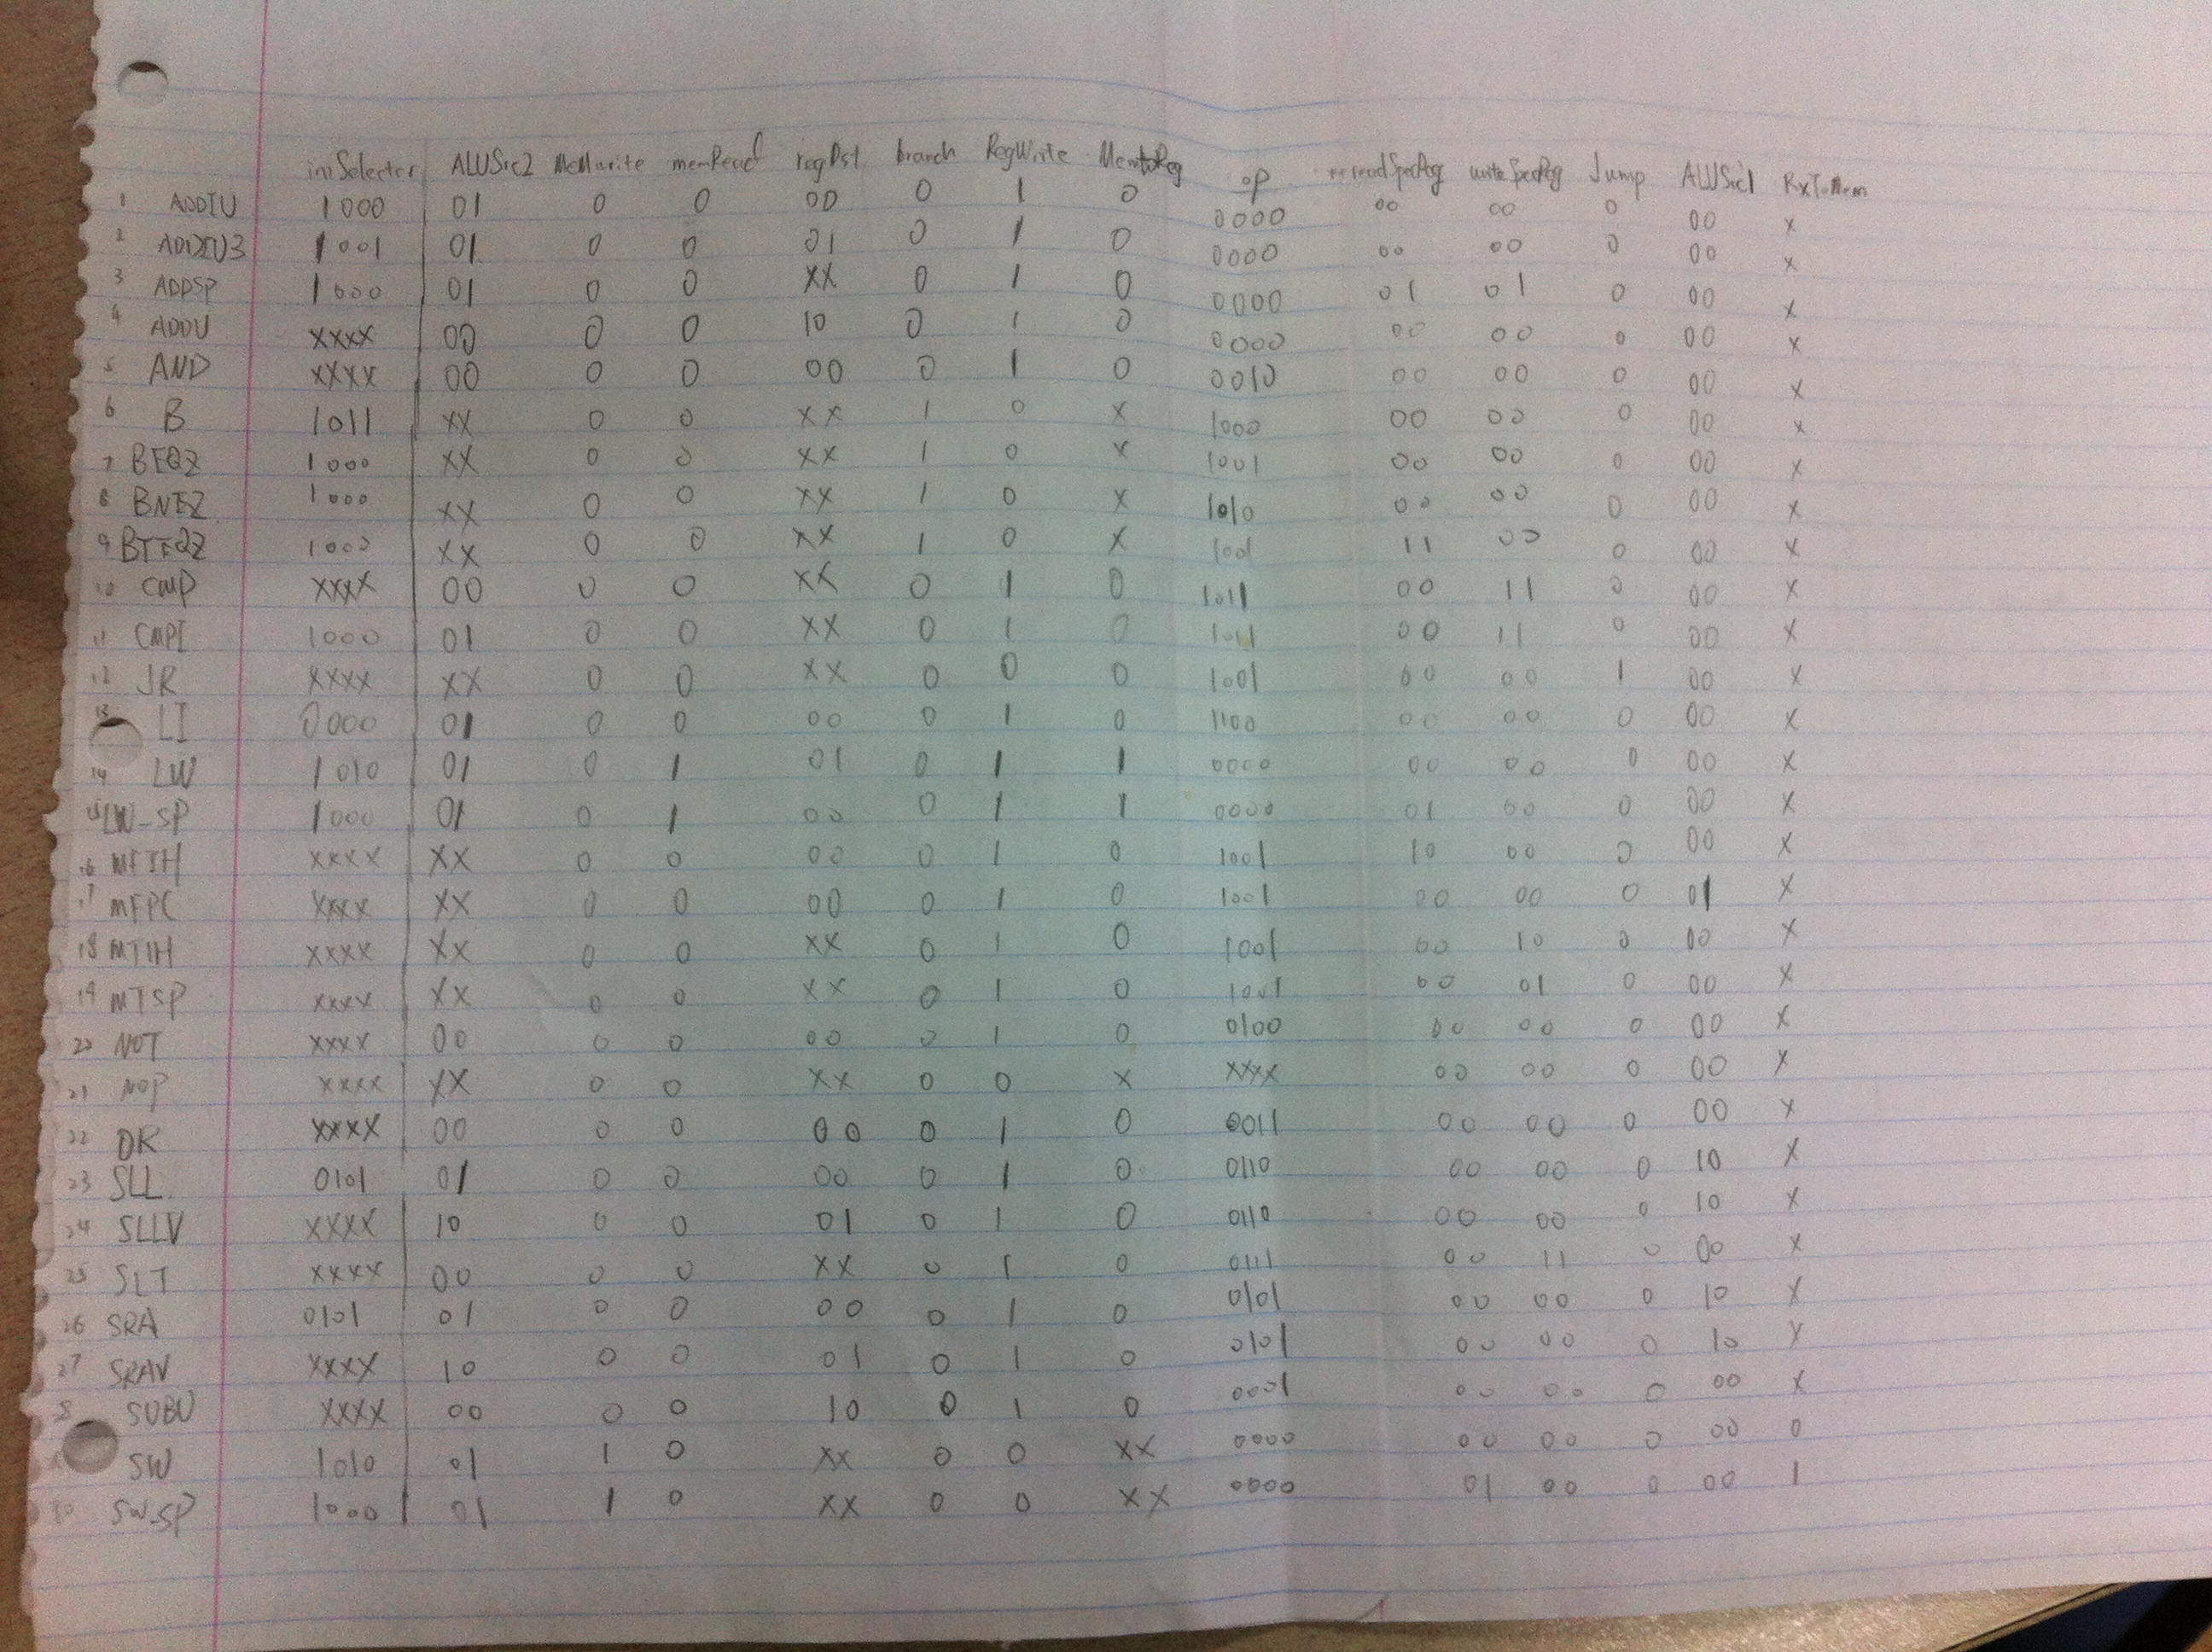 imSelector ALUSrc2 MemWrite memRead regDst branch RegWrite MemtoReg op readSpecReg writeSpecReg Jump ALUSrc1 RxToMem
1 ADDIU 1000 01 0 0 00 0 1 0 0000 00 00 0 00 X
2 ADDIU3 1001 01 0 0 01 0 1 0 0000 00 00 0 00 X
3 ADDSP 1000 01 0 0 XX 0 1 0 0000 01 01 0 00 X
4 ADDU XXXX 00 0 0 10 0 1 0 0000 00 00 0 00 X
5 AND XXXX 00 0 0 00 0 1 0 0010 00 00 0 00 X
6 B 1011 XX 0 0 XX 1 0 X 1000 00 00 0 00 X
7 BEQZ 1000 XX 0 0 XX 1 0 X 1001 00 00 0 00 X
8 BNEZ 1000 XX 0 0 XX 1 0 X 1010 00 00 0 00 X
9 BTEQZ 1000 XX 0 0 XX 1 0 X 1001 11 00 0 00 X
10 CMP XXXX 00 0 0 XX 0 1 0 1011 00 11 0 00 X
11 CMPI 1000 01 0 0 XX 0 1 0 00 11 0 00 X
12 JR XXXX XX 0 0 XX 0 0 0 1101 00 00 1 00 X
13 LI 0000 01 0 0 00 0 1 0 1100 00 00 0 00 X
14 LW 1010 01 0 1 01 0 1 1 0000 00 00 0 00 X
15 LW-SP 1000 01 0 1 00 0 1 1 0000 01 00 0 00 X
16 MFIH XXXX XX 0 0 00 0 1 0 1001 10 00 0 00 X
17 MFPC XXXX XX 0 0 00 0 1 0 1001 00 00 0 01 X
18 MTIH XXXX XX 0 0 XX 0 1 0 1001 00 10 0 00 X
19 MTSP XXXX XX 0 0 XX 0 1 0 1001 00 01 0 00 X
20 NOT XXXX 00 0 0 00 0 1 0 0100 00 00 0 00 X
21 NOP XXXX XX 0 0 XX 0 0 X XXXX 00 00 0 00 X
22 OR XXXX 00 0 0 00 0 1 0 0011 00 00 0 00 X
23 SLL 0101 01 0 0 00 0 1 0 0110 00 00 0 10 X
24 SLLV XXXX 10 0 0 01 0 1 0 0110 00 00 0 10 X
25 SLT XXXX 00 0 0 XX 0 1 0 0111 00 11 0 00 X
26 SRA 0101 01 0 0 00 0 1 0 0101 00 00 0 10 X
27 SRAV XXXX 10 0 0 01 0 1 0 0101 00 00 0 10 X
28 SUBU XXXX 00 0 0 10 0 1 0 0001 00 00 0 00 X
SW 1010 01 1 0 XX 0 0 XX 0000 00 00 0 00 0
SW-SP 1000 01 1 0 XX 0 0 XX 0000 01 00 0 00 1